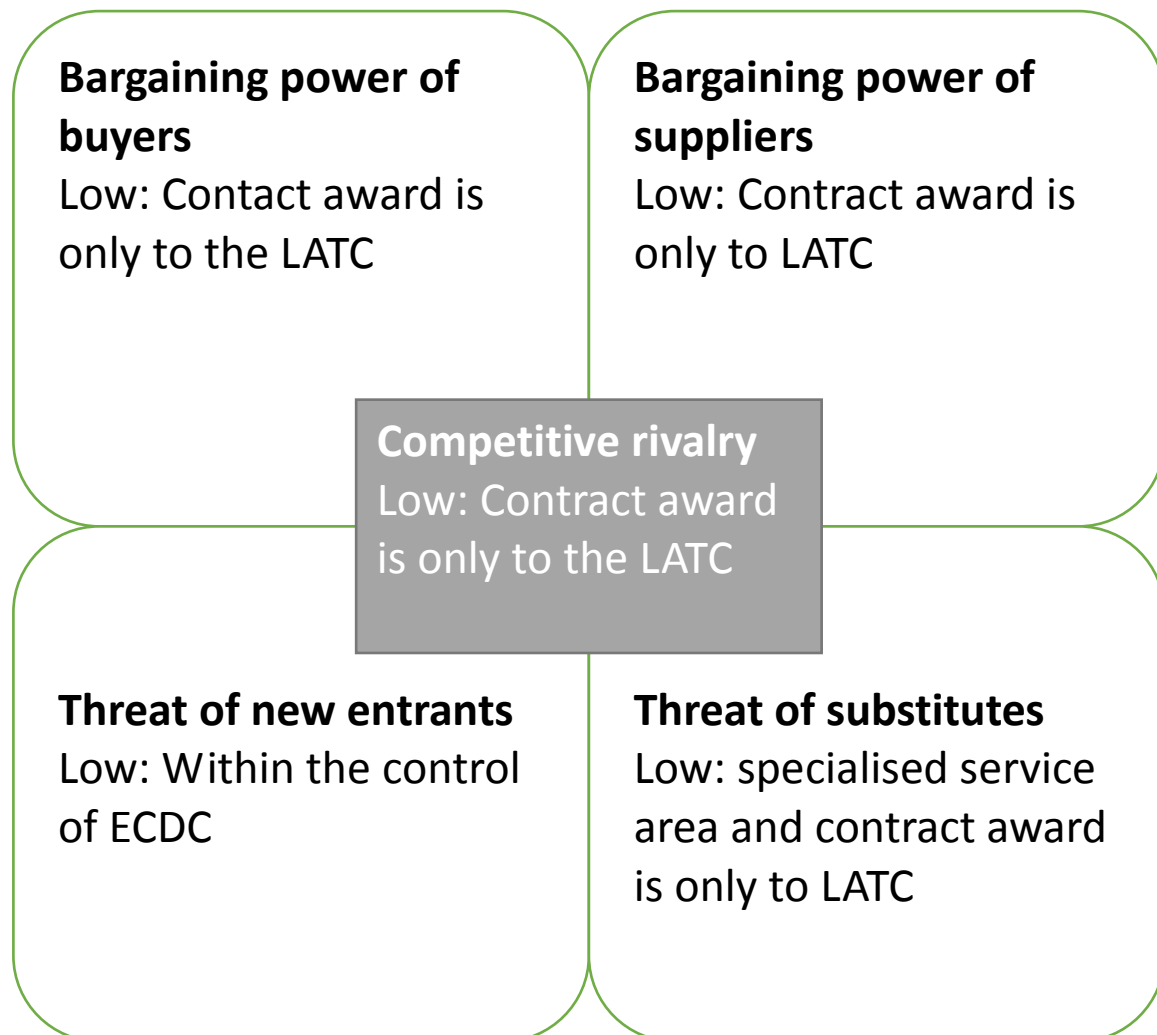 Bargaining power of
buyers
Low: Contact award is
only to the LATC
Bargaining power of
suppliers
Low: Contract award is
only to LATC
Competitive rivalry
Low: Contract award
is only to the LATC
Threat of new entrants
Low: Within the control
of ECDC
Threat of substitutes
Low: specialised service
area and contract award
is only to LATC